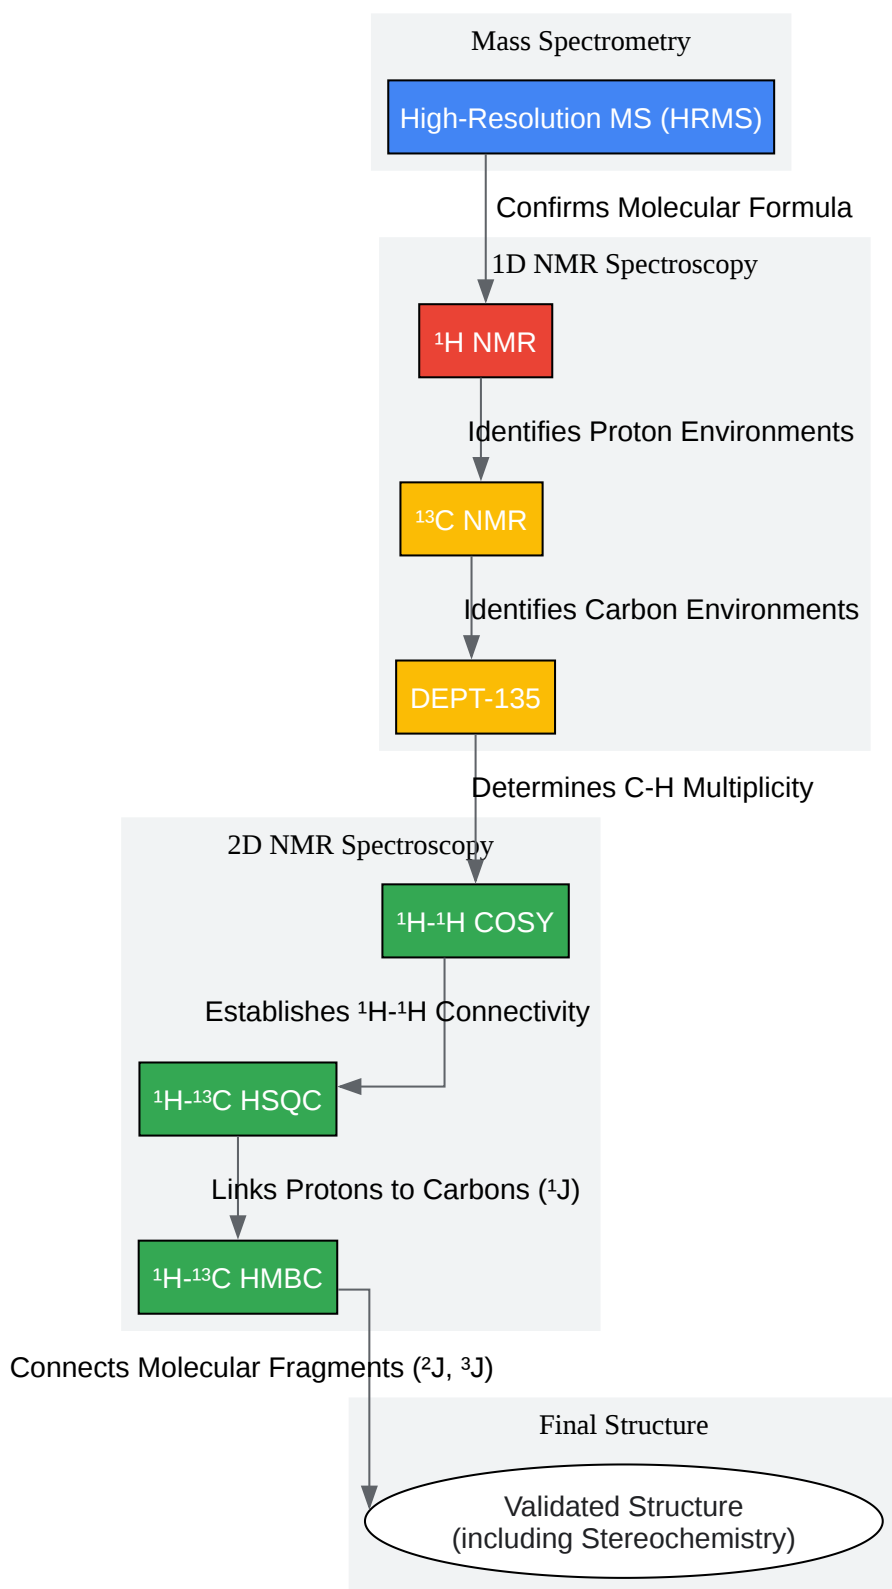 Mass Spectrometry
High-Resolution MS (HRMS)
Confirms Molecular Formula
1D NMR Spectroscopy
¹H NMR
Identifies Proton Environments
¹³C NMR
Identifies Carbon Environments
DEPT-135
Determines C-H Multiplicity
2D NMR Spectroscopy
¹H-¹H COSY
Establishes ¹H-¹H Connectivity
¹H-¹³C HSQC
Links Protons to Carbons (¹J)
¹H-¹³C HMBC
Connects Molecular Fragments (²J, ³J)
Final Structure
Validated Structure
(including Stereochemistry)